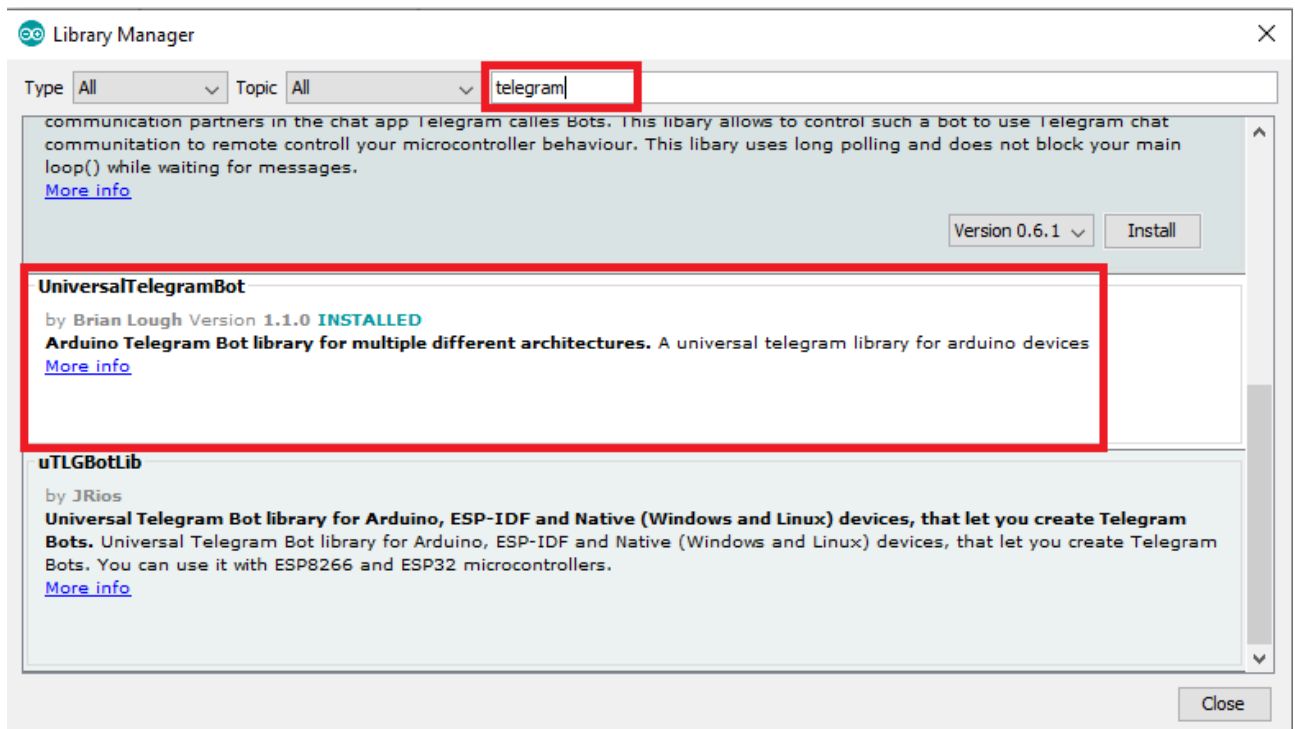 Library Manager
Type All Topic All telegram
communication partners in the chat app Telegram calles Bots. This libary allows to control such a bot to use Telegram chat
communitation to remote controll your microcontroller behaviour. This libary uses long polling and does not block your main
loop() while waiting for messages.
More info
Version 0.6.1 Install
UniversalTelegramBot
by Brian Lough Version 1.1.0 INSTALLED
Arduino Telegram Bot library for multiple different architectures. A universal telegram library for arduino devices
More info
uTLGBotLib
by JRios
Universal Telegram Bot library for Arduino, ESP-IDF and Native (Windows and Linux) devices, that let you create Telegram
Bots. Universal Telegram Bot library for Arduino, ESP-IDF and Native (Windows and Linux) devices, that let you create Telegram
Bots. You can use it with ESP8266 and ESP32 microcontrollers.
More info
Close